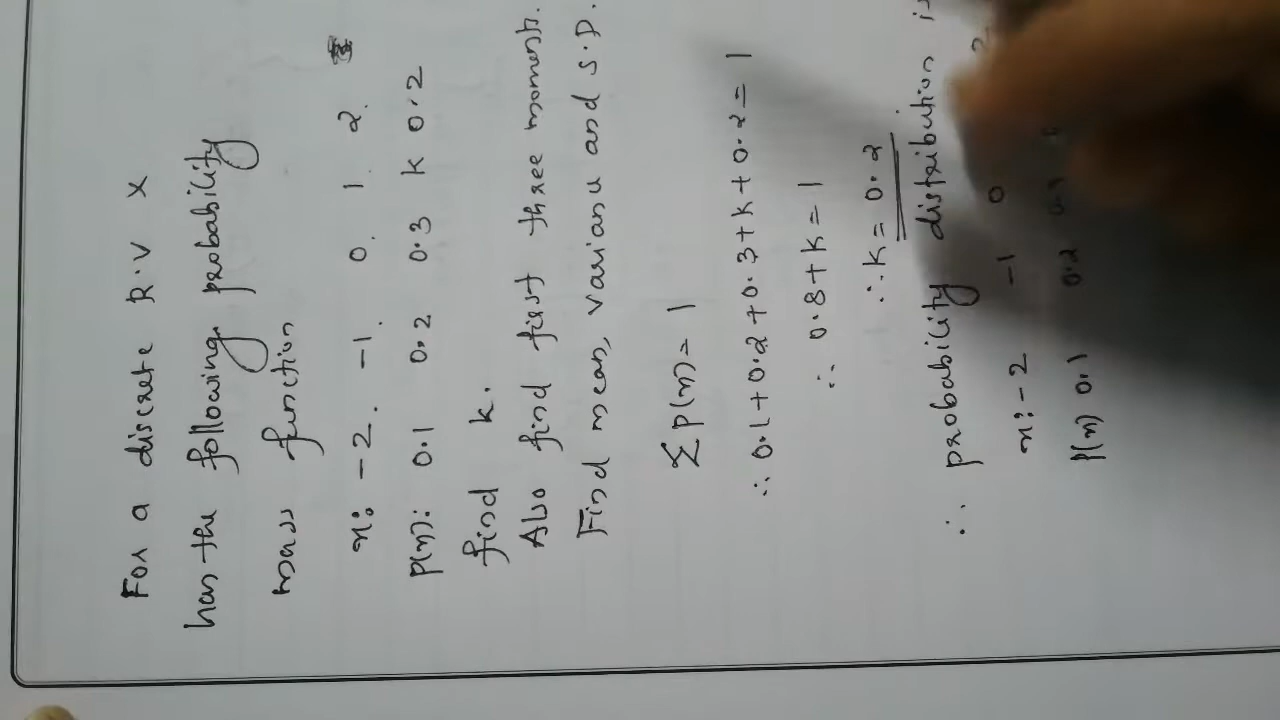 For a discrete R.V X
has the following probability
mass function
x: -2. -1. 0. 1. 2.
P(x): 0.1 0.2 0.3 K 0.2
find k.
Also find first three moments.
Find mean, variance and S.D.
∑ P(x) = 1
∴ 0.1 + 0.2 + 0.3 + K + 0.2 = 1
∴ 0.8 + K = 1
∴ K = 0.2
∴ probability distribution is
x: -2 -1 0 2
P(x) 0.1 0.2